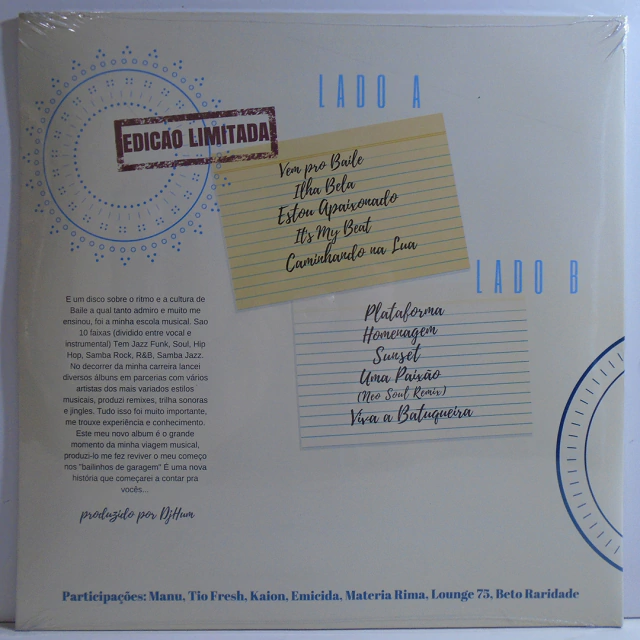 LADO A
EDICAO LIMITADA
Vem pro Baile
Ilha Bela
Estou Apaixonado
It's My Beat
Caminhando na Lua
LADO B
Plataforma
Homenagem
Sunset
Uma Paixão
(Neo Soul Remix)
Viva a Batuqueira
E um disco sobre o ritmo e a cultura de
Baile a qual tanto admiro e muito me
ensinou, foi a minha escola musical. Sao
10 faixas (dividido entre vocal e
instrumental) Tem Jazz Funk, Soul, Hip
Hop, Samba Rock, R&B, Samba Jazz.
No decorrer da minha carreira lancei
diversos álbuns em parcerias com vários
artistas dos mais variados estilos
musicais, produzi remixes, trilha sonoras
e jingles. Tudo isso foi muito importante,
me trouxe experiência e conhecimento.
Este meu novo album é o grande
momento da minha viagem musical,
produzi-lo me fez reviver o meu começo
nos "bailinhos de garagem" É uma nova
história que começarei a contar pra
vocês...
produzido por DjHum
Participações: Manu, Tio Fresh, Kaion, Emicida, Materia Rima, Lounge 75, Beto Raridade